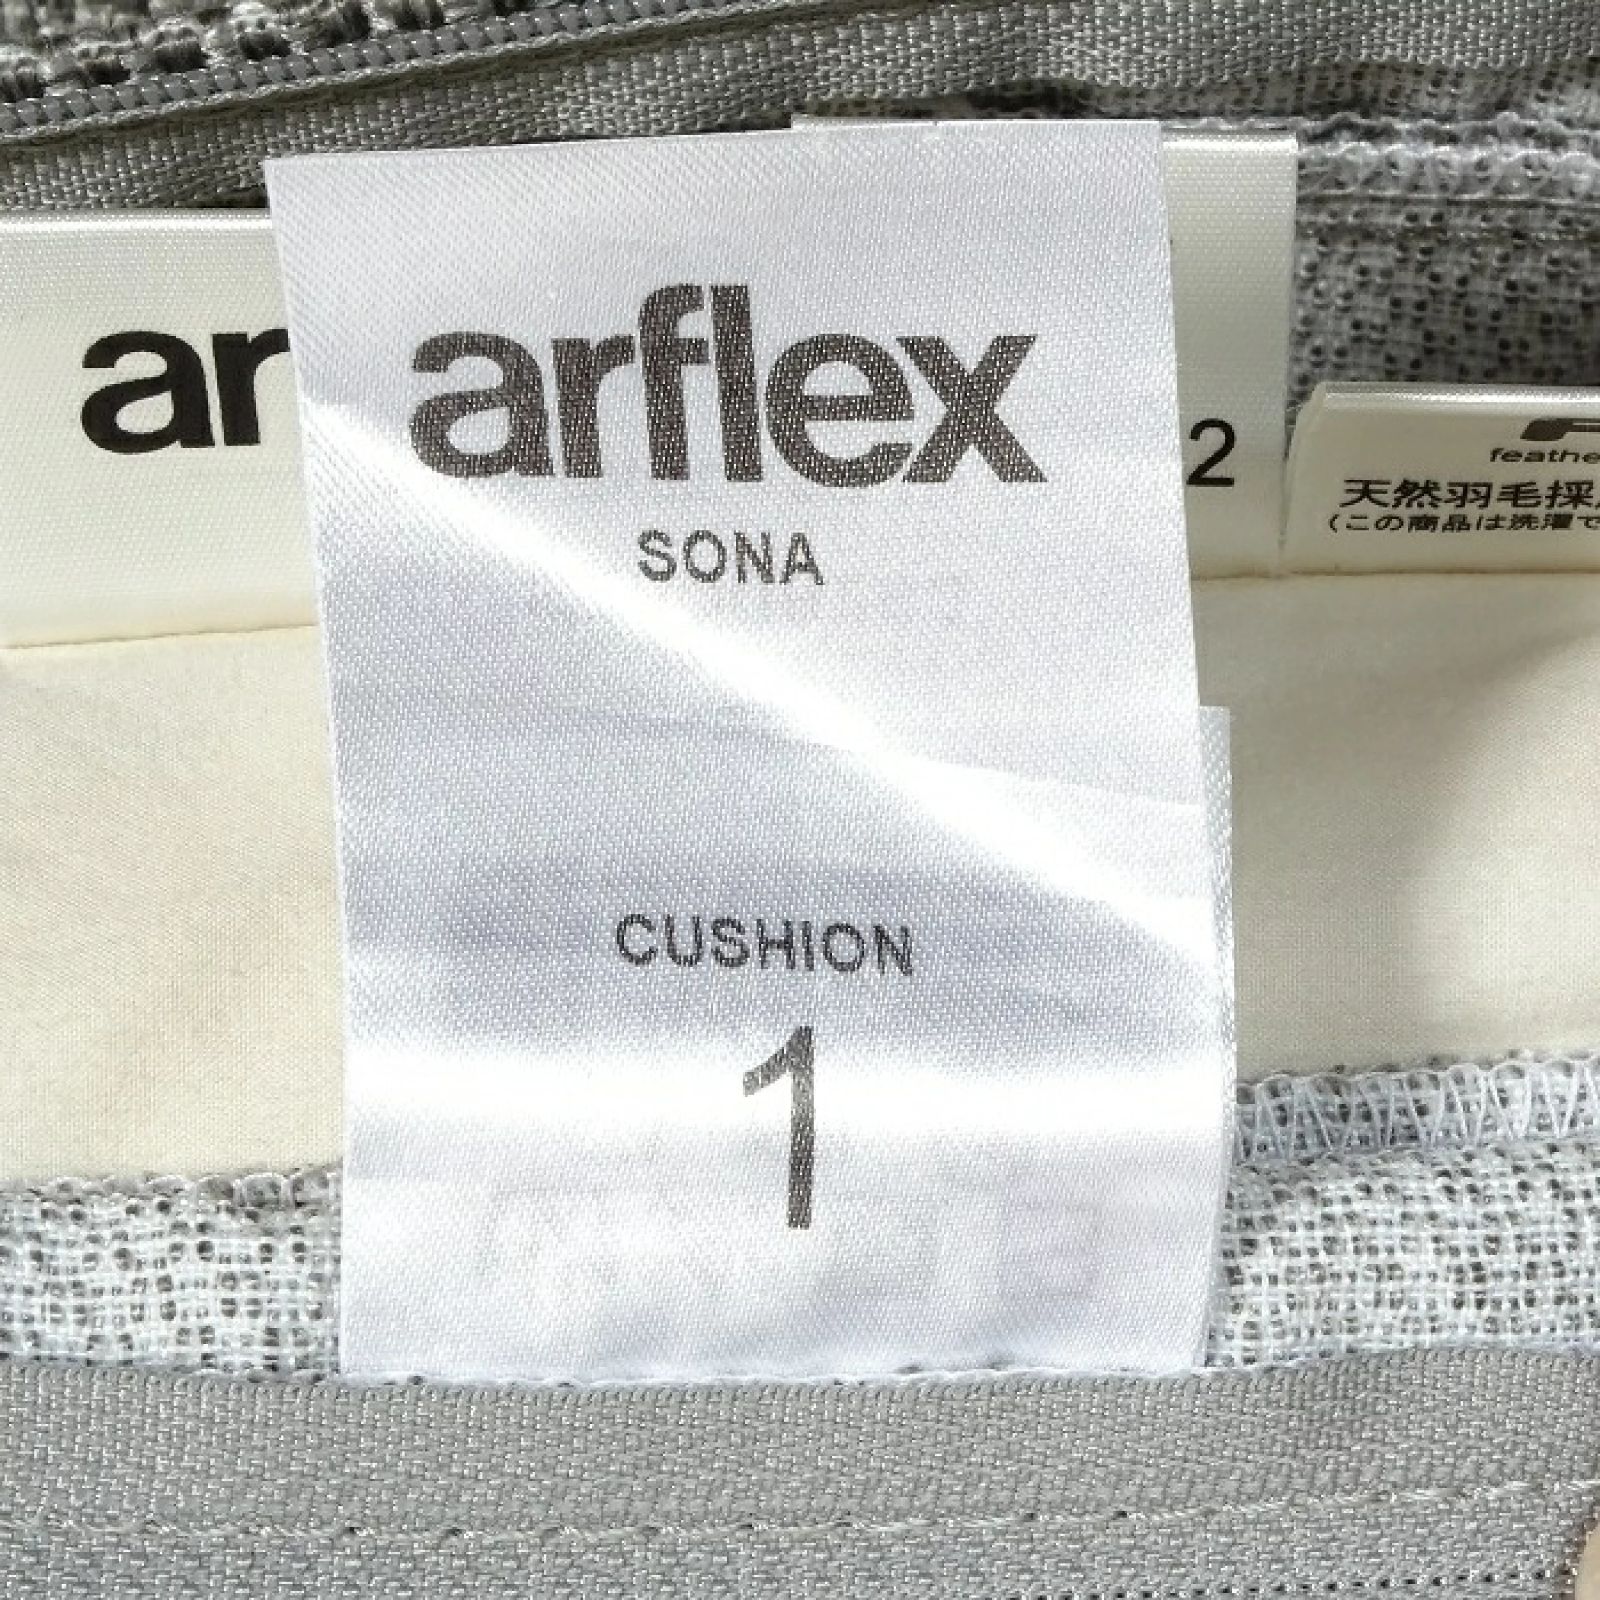 arflex
SONA
CUSHION
1
ar
2
feathe
天然羽毛採
(この商品は洗濯で